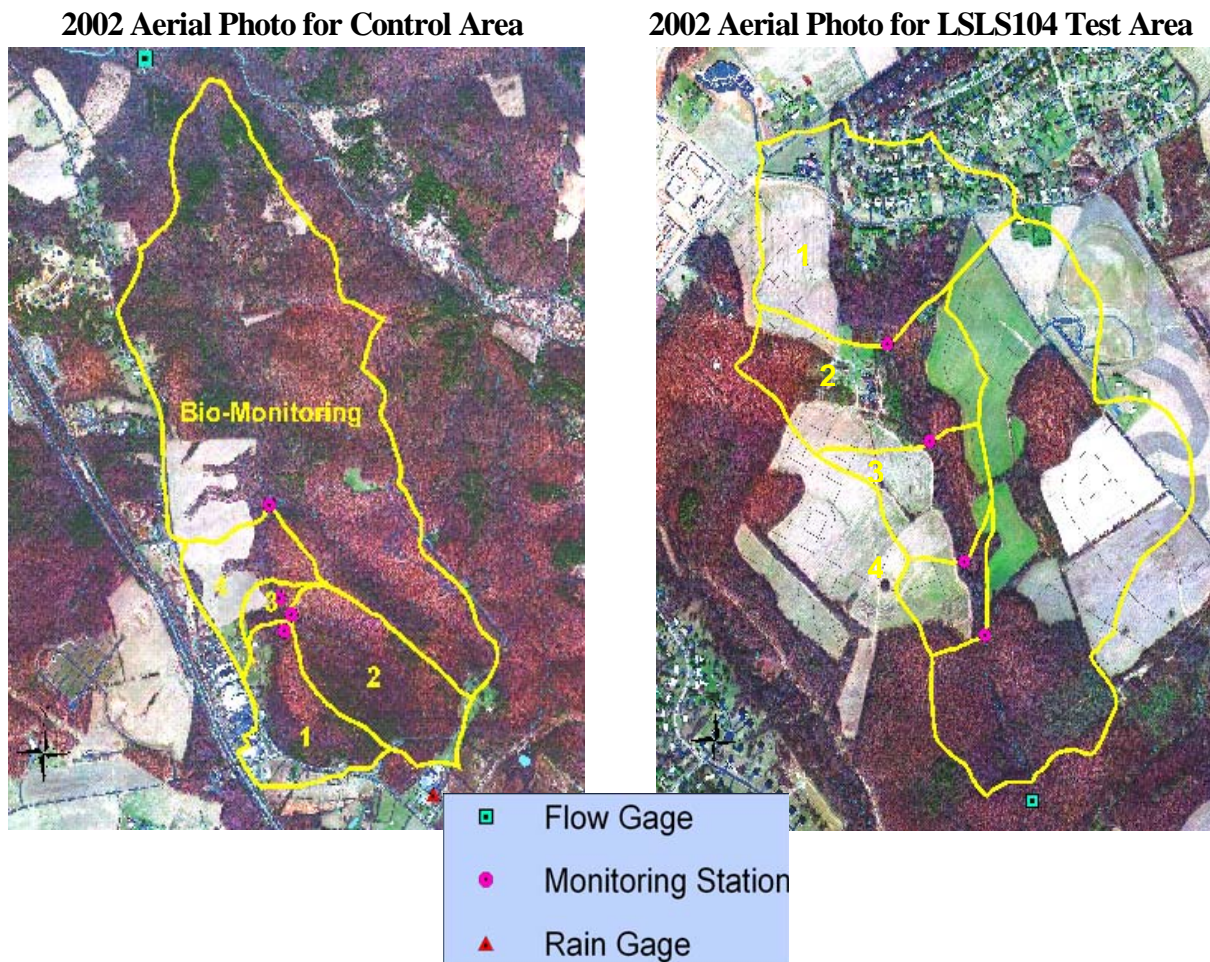 2002 Aerial Photo for Control Area
2002 Aerial Photo for LSLS104 Test Area
Bio-Monitoring
4
3
2
1
1
2
3
4
Flow Gage
Monitoring Station
Rain Gage